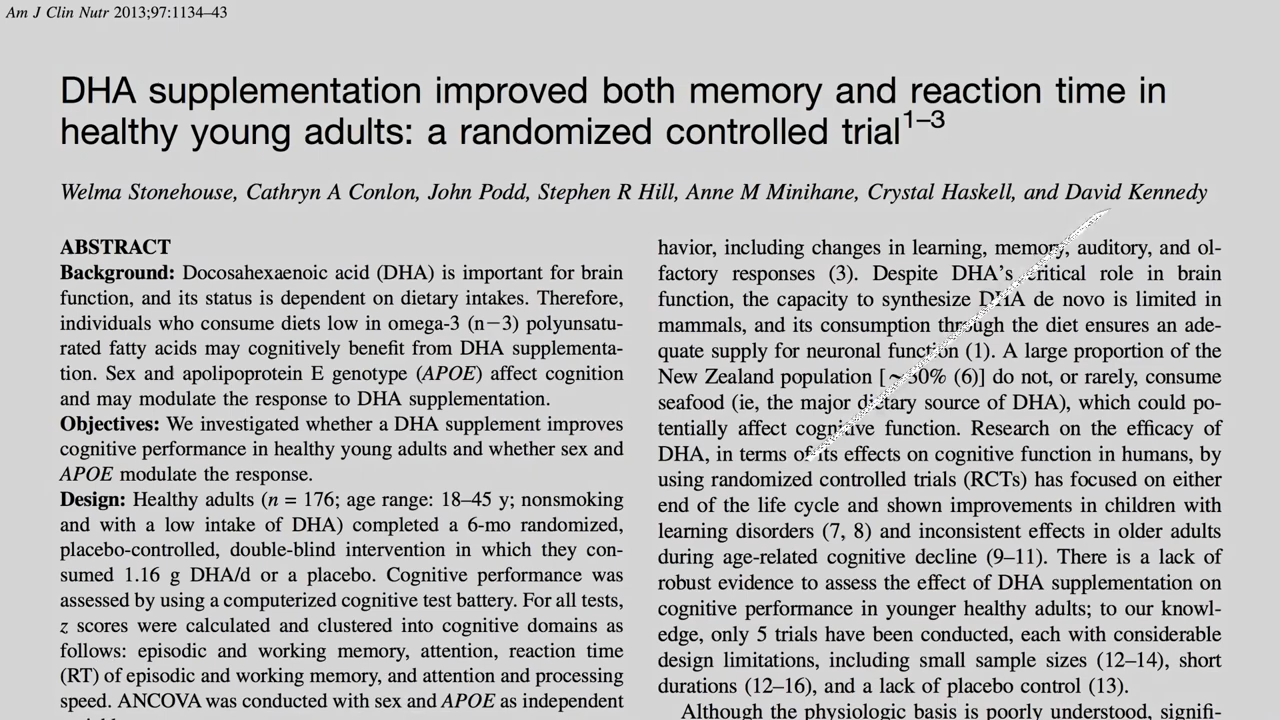 Am J Clin Nutr 2013;97:1134–43
DHA supplementation improved both memory and reaction time in
healthy young adults: a randomized controlled trial1–3
Welma Stonehouse, Cathryn A Conlon, John Podd, Stephen R Hill, Anne M Minihane, Crystal Haskell, and David Kennedy
ABSTRACT
Background: Docosahexaenoic acid (DHA) is important for brain
function, and its status is dependent on dietary intakes. Therefore,
individuals who consume diets low in omega-3 (n−3) polyunsatu-
rated fatty acids may cognitively benefit from DHA supplementa-
tion. Sex and apolipoprotein E genotype (APOE) affect cognition
and may modulate the response to DHA supplementation.
Objectives: We investigated whether a DHA supplement improves
cognitive performance in healthy young adults and whether sex and
APOE modulate the response.
Design: Healthy adults (n = 176; age range: 18–45 y; nonsmoking
and with a low intake of DHA) completed a 6-mo randomized,
placebo-controlled, double-blind intervention in which they con-
sumed 1.16 g DHA/d or a placebo. Cognitive performance was
assessed by using a computerized cognitive test battery. For all tests,
z scores were calculated and clustered into cognitive domains as
follows: episodic and working memory, attention, reaction time
(RT) of episodic and working memory, and attention and processing
speed. ANCOVA was conducted with sex and APOE as independent
havior, including changes in learning, memory, auditory, and ol-
factory responses (3). Despite DHA's critical role in brain
function, the capacity to synthesize DHA de novo is limited in
mammals, and its consumption through the diet ensures an ade-
quate supply for neuronal function (1). A large proportion of the
New Zealand population [~30% (6)] do not, or rarely, consume
seafood (ie, the major dietary source of DHA), which could po-
tentially affect cognitive function. Research on the efficacy of
DHA, in terms of its effects on cognitive function in humans, by
using randomized controlled trials (RCTs) has focused on either
end of the life cycle and shown improvements in children with
learning disorders (7, 8) and inconsistent effects in older adults
during age-related cognitive decline (9–11). There is a lack of
robust evidence to assess the effect of DHA supplementation on
cognitive performance in younger healthy adults; to our knowl-
edge, only 5 trials have been conducted, each with considerable
design limitations, including small sample sizes (12–14), short
durations (12–16), and a lack of placebo control (13).
Although the physiologic basis is poorly understood, signifi-